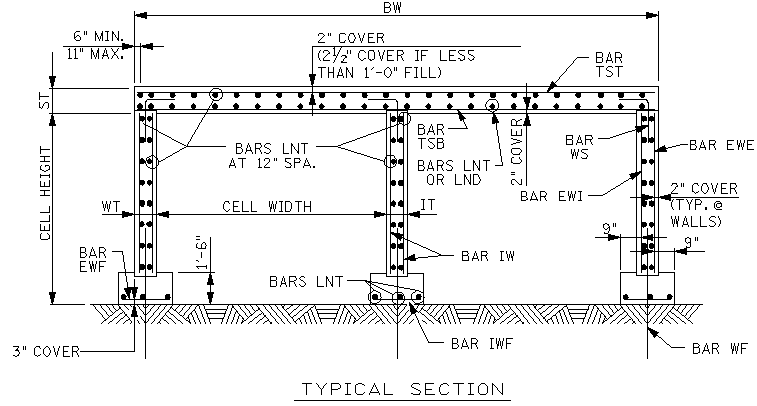 BW
6" MIN.
11" MAX.
2" COVER
(2½" COVER IF LESS
THAN 1'-0" FILL)
BAR
TST
ST
CELL HEIGHT
BARS LNT
AT 12" SPA.
BAR
TSB
BARS LNT
OR LND
2" COVER
BAR
WS
BAR EWE
BAR EWI
2" COVER
(TYP. @
WALLS)
WT
CELL WIDTH
IT
9"
9"
BAR
EWF
1'-6"
BAR IW
BARS LNT
3" COVER
BAR IWF
BAR WF
TYPICAL SECTION